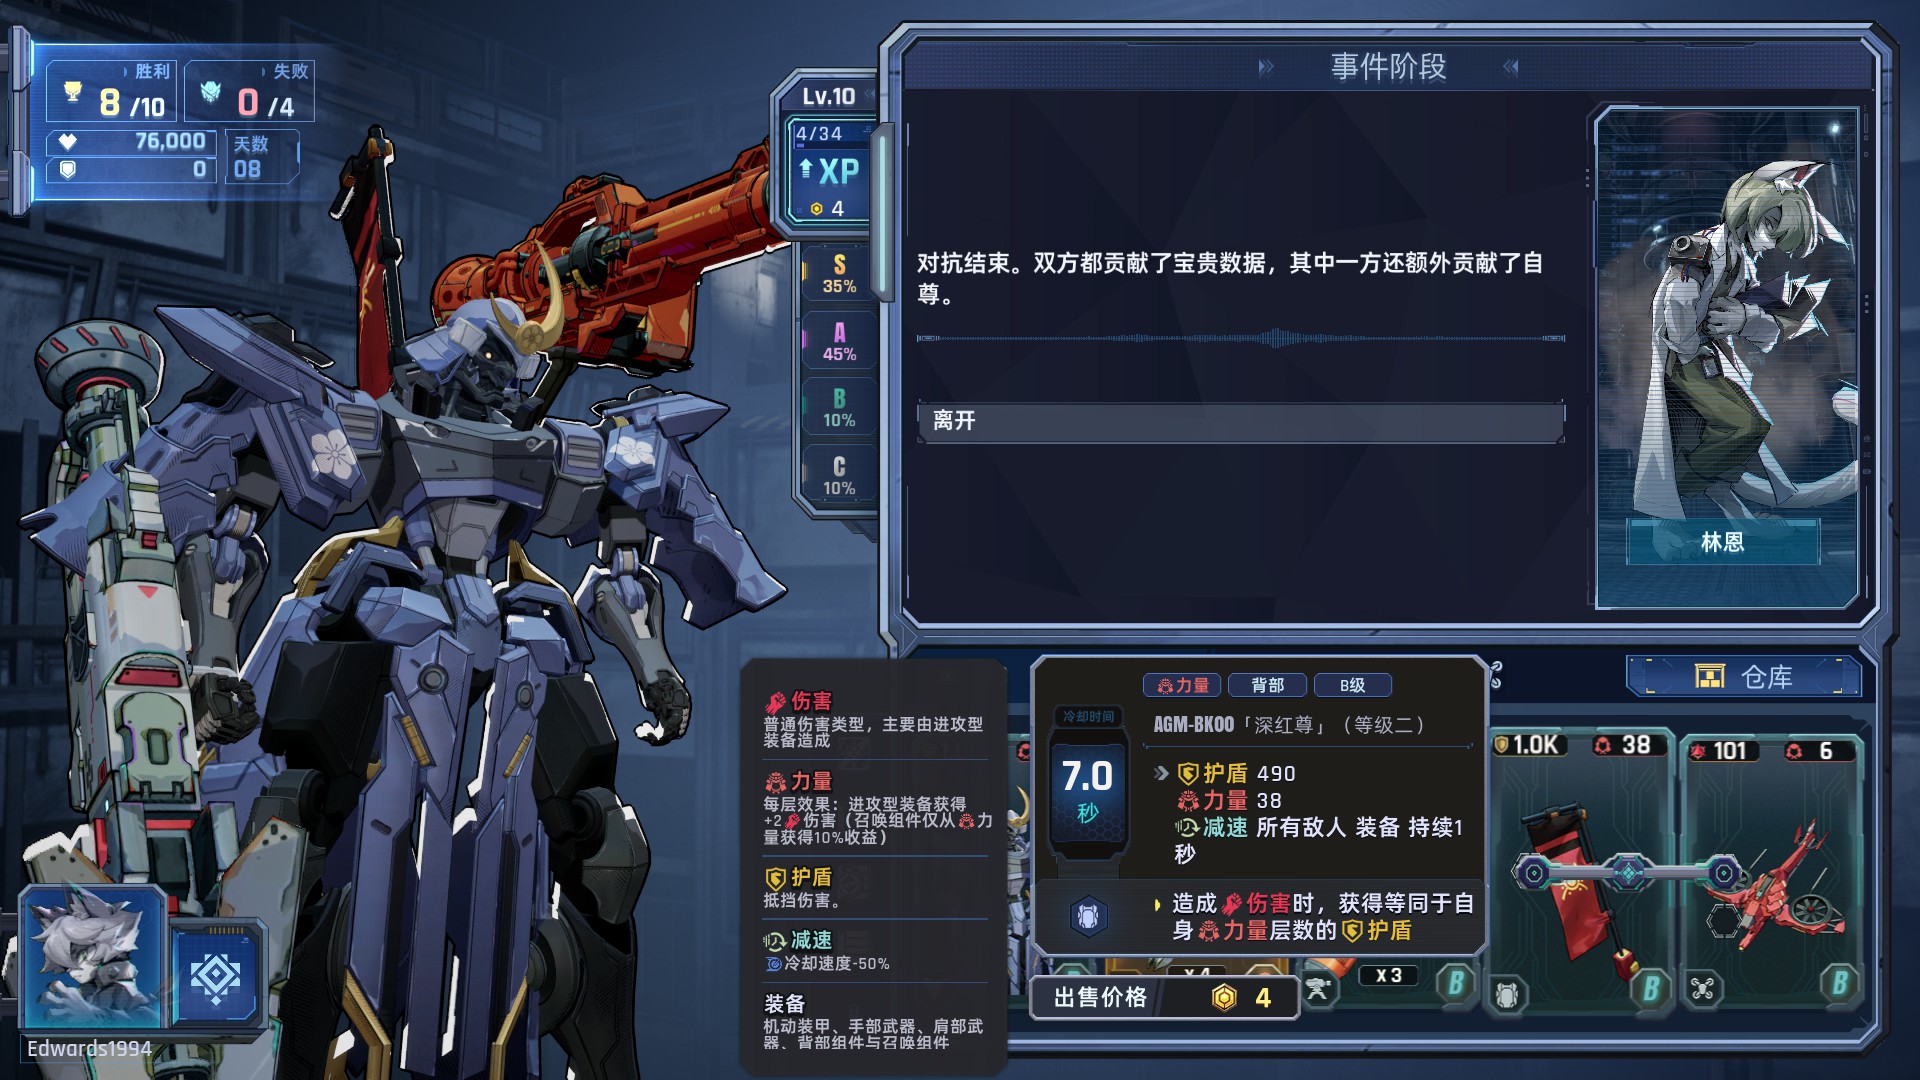 胜利
8 /10
失败
0 /4
76,000
0
天数
08
Lv.10
4/34
XP
4
S
35%
A
45%
B
10%
C
10%
事件阶段
对抗结束。双方都贡献了宝贵数据，其中一方还额外贡献了自
尊。
离开
林恩
仓库
伤害
普通伤害类型，主要由进攻型
装备造成
力量
每层效果：进攻型装备获得
+2伤害（召唤组件仅从力
量获得10%收益）
护盾
抵挡伤害。
减速
冷却速度-50%
装备
机动装甲、手部武器、肩部武
器、背部组件与召唤组件
力量
背部
B级
冷却时间
7.0
秒
AGM-BK00「深红尊」（等级二）
护盾 490
力量 38
减速 所有敌人 装备 持续1
秒
造成伤害时，获得等同于自
身力量层数的护盾
出售价格
4
x4
x3
B
1.0K
38
B
101
6
B
Edwards1994